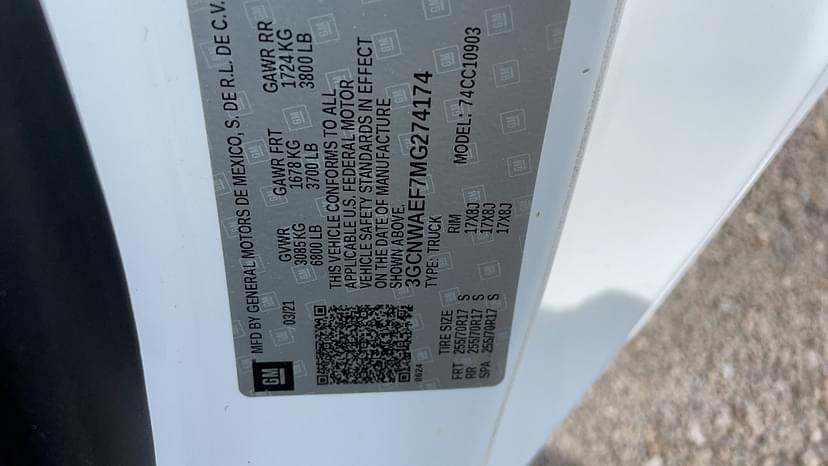 GM
MFD BY GENERAL MOTORS DE MEXICO, S. DE R.L. DE C.V.
03/21
GVWR
3085KG
6800 LB
GAWR FRT
1678 KG
3700 LB
GAWR RR
1724 KG
3800 LB
THIS VEHICLE CONFORMS TO ALL
APPLICABLE U.S. FEDERAL MOTOR
VEHICLE SAFETY STANDARDS IN EFFECT
ON THE DATE OF MANUFACTURE
SHOWN ABOVE.
3GCNWAEF7MG274174
TYPE: TRUCK
MODEL: 74CC10903
0624
TIRE SIZE RIM
FRT 255/70R17 S 17X8J
RR 255/70R17 S 17X8J
SPA 255/70R17 S 17X8J